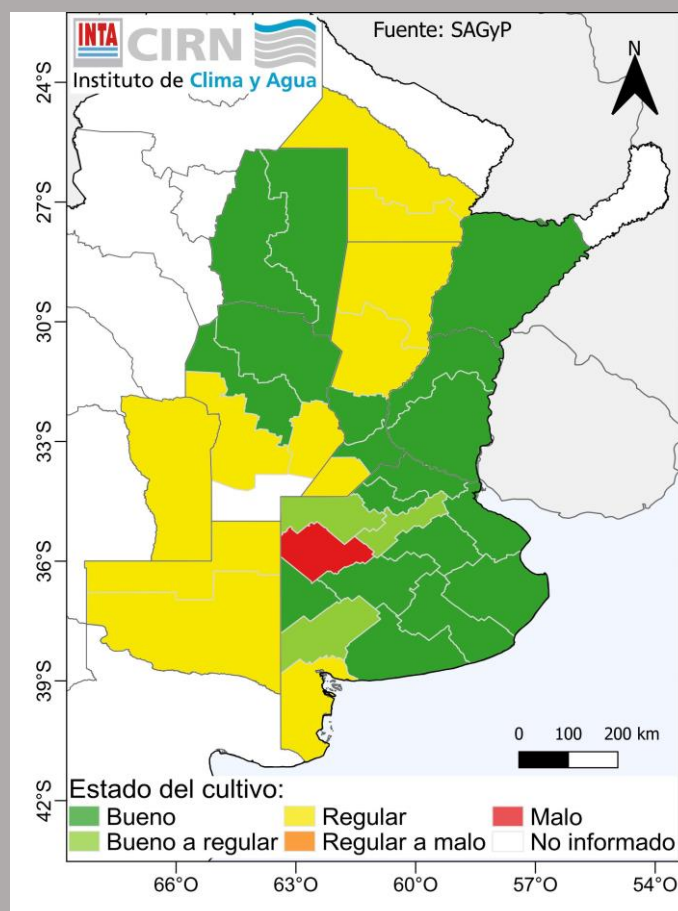 INTA CIRN
Instituto de Clima y Agua
Fuente: SAGyP
N
24°S
27°S
30°S
33°S
36°S
39°S
42°S
0 100 200 km
Estado del cultivo:
Bueno Regular Malo
Bueno a regular Regular a malo No informado
66°O 63°O 60°O 57°O 54°O